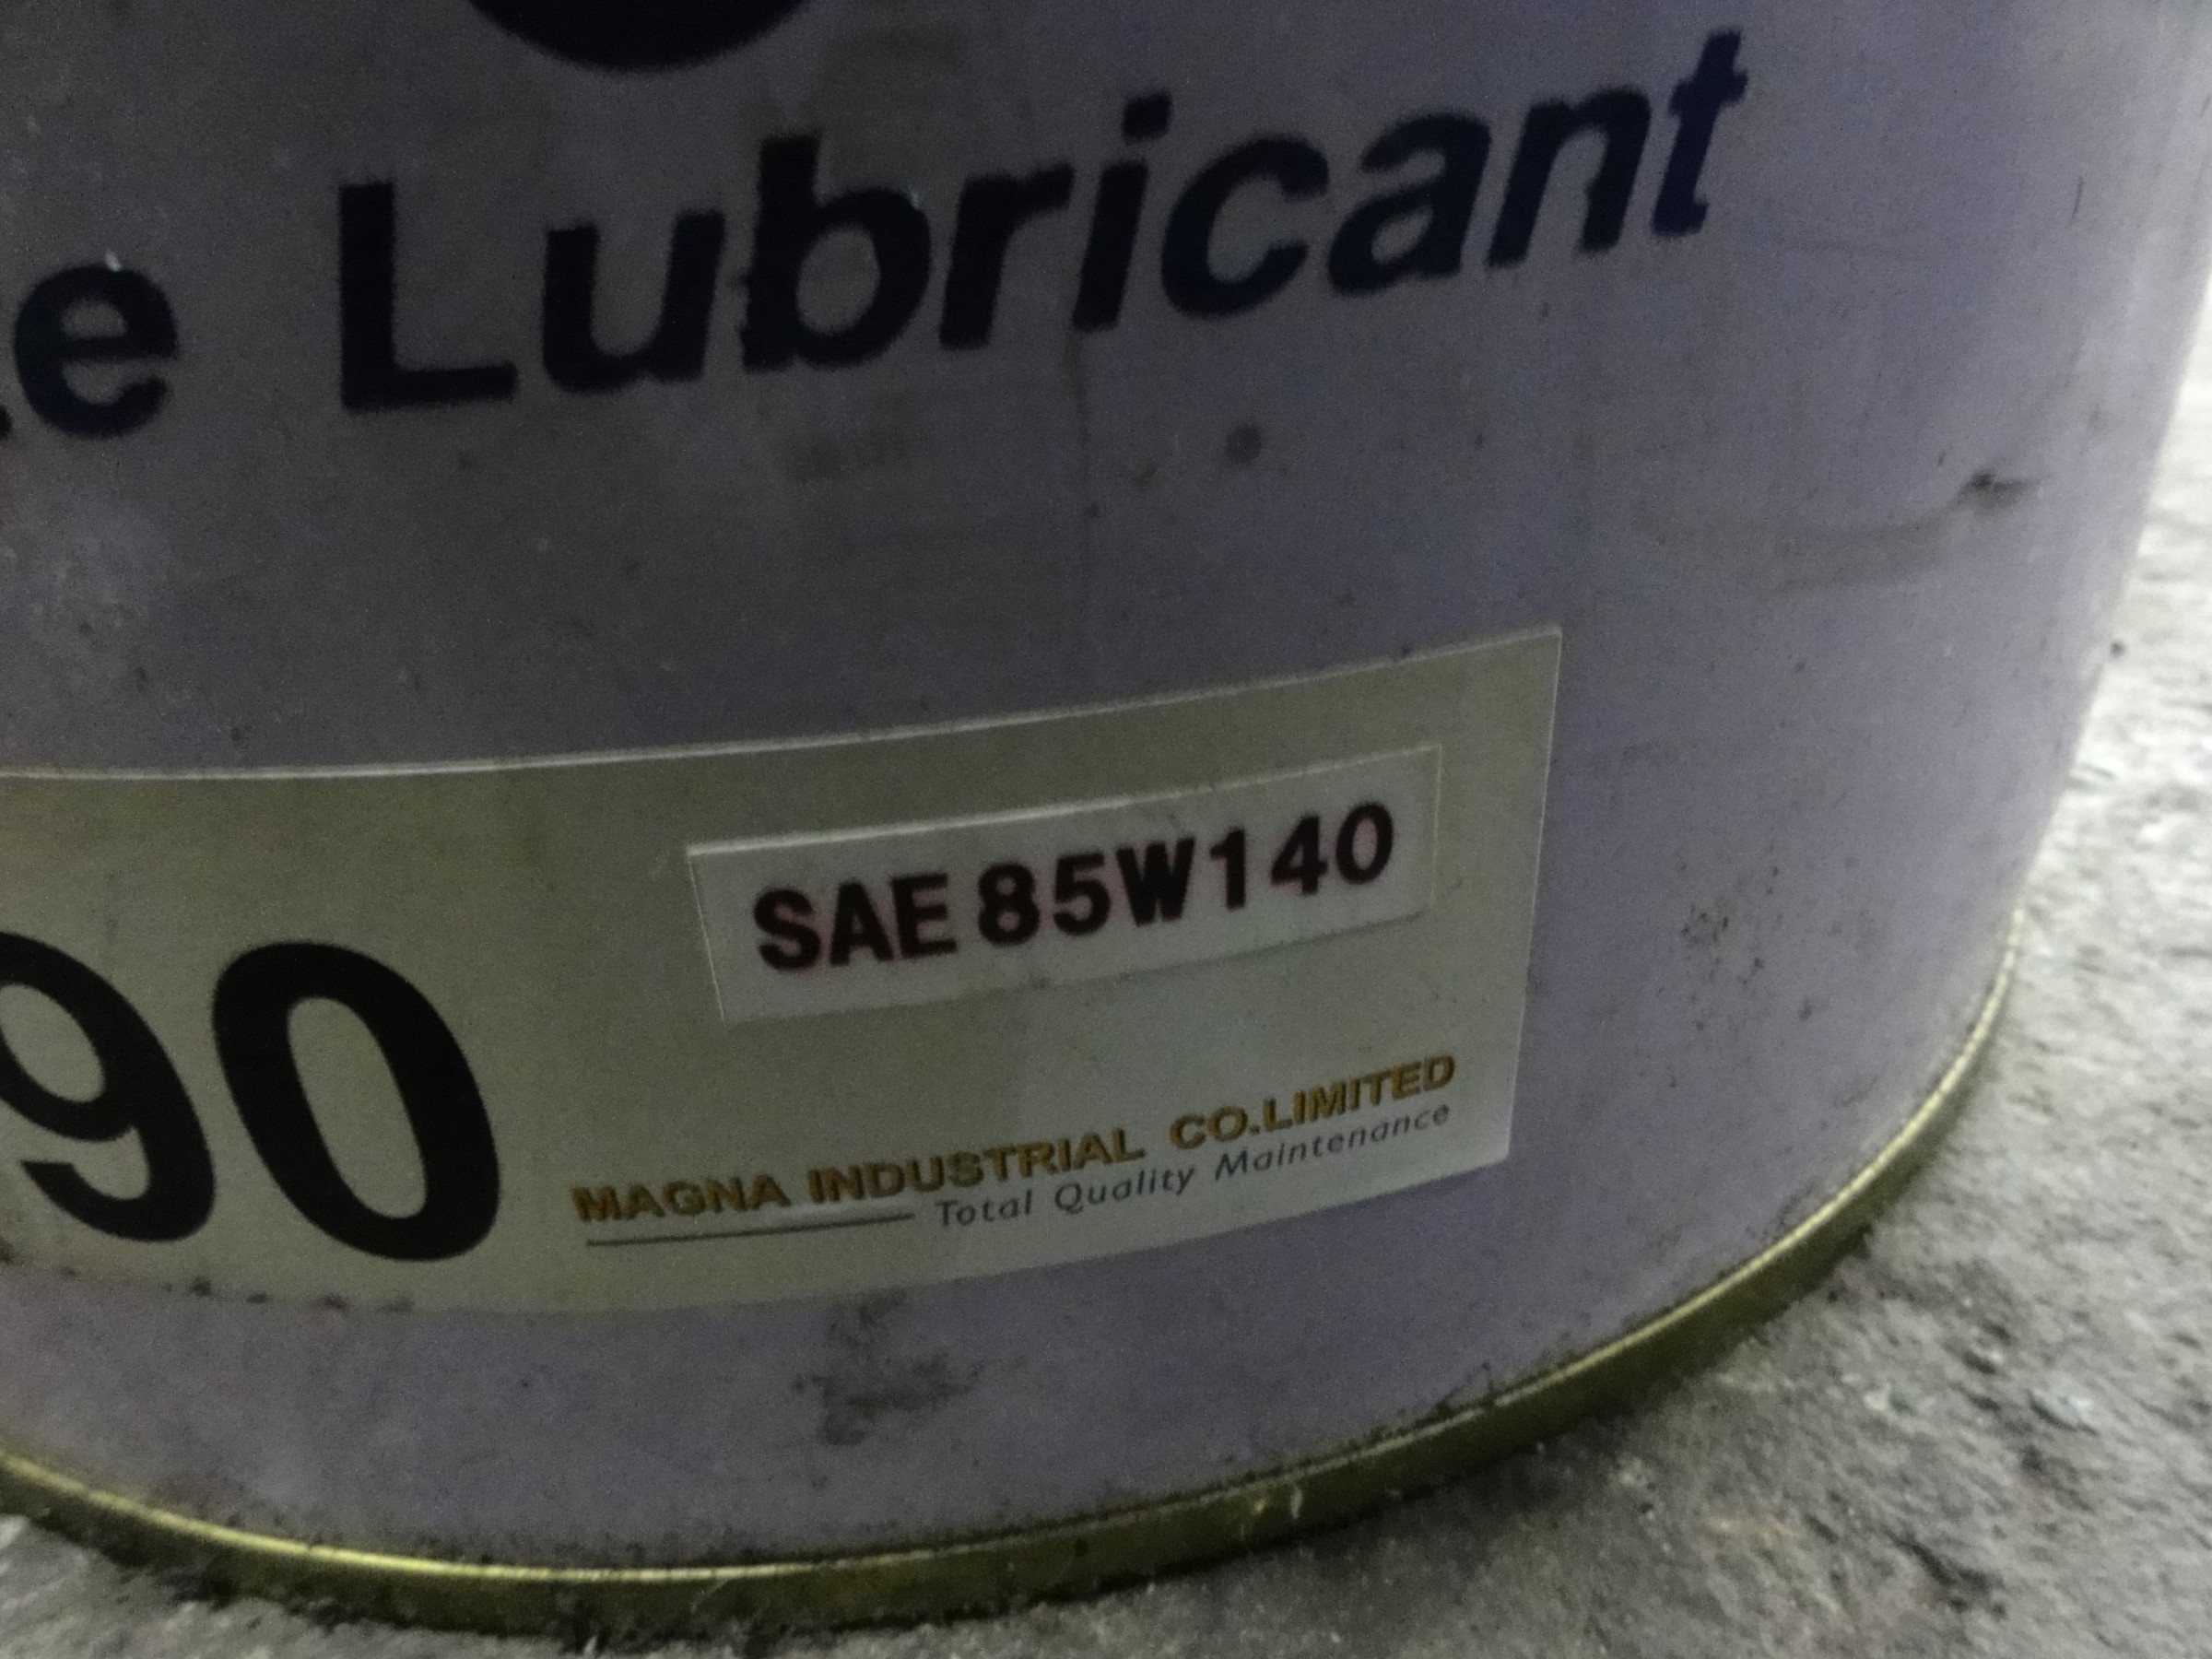 Lubricant
SAE 85W140
90
MAGNA INDUSTRIAL CO.LIMITED
Total Quality Maintenance